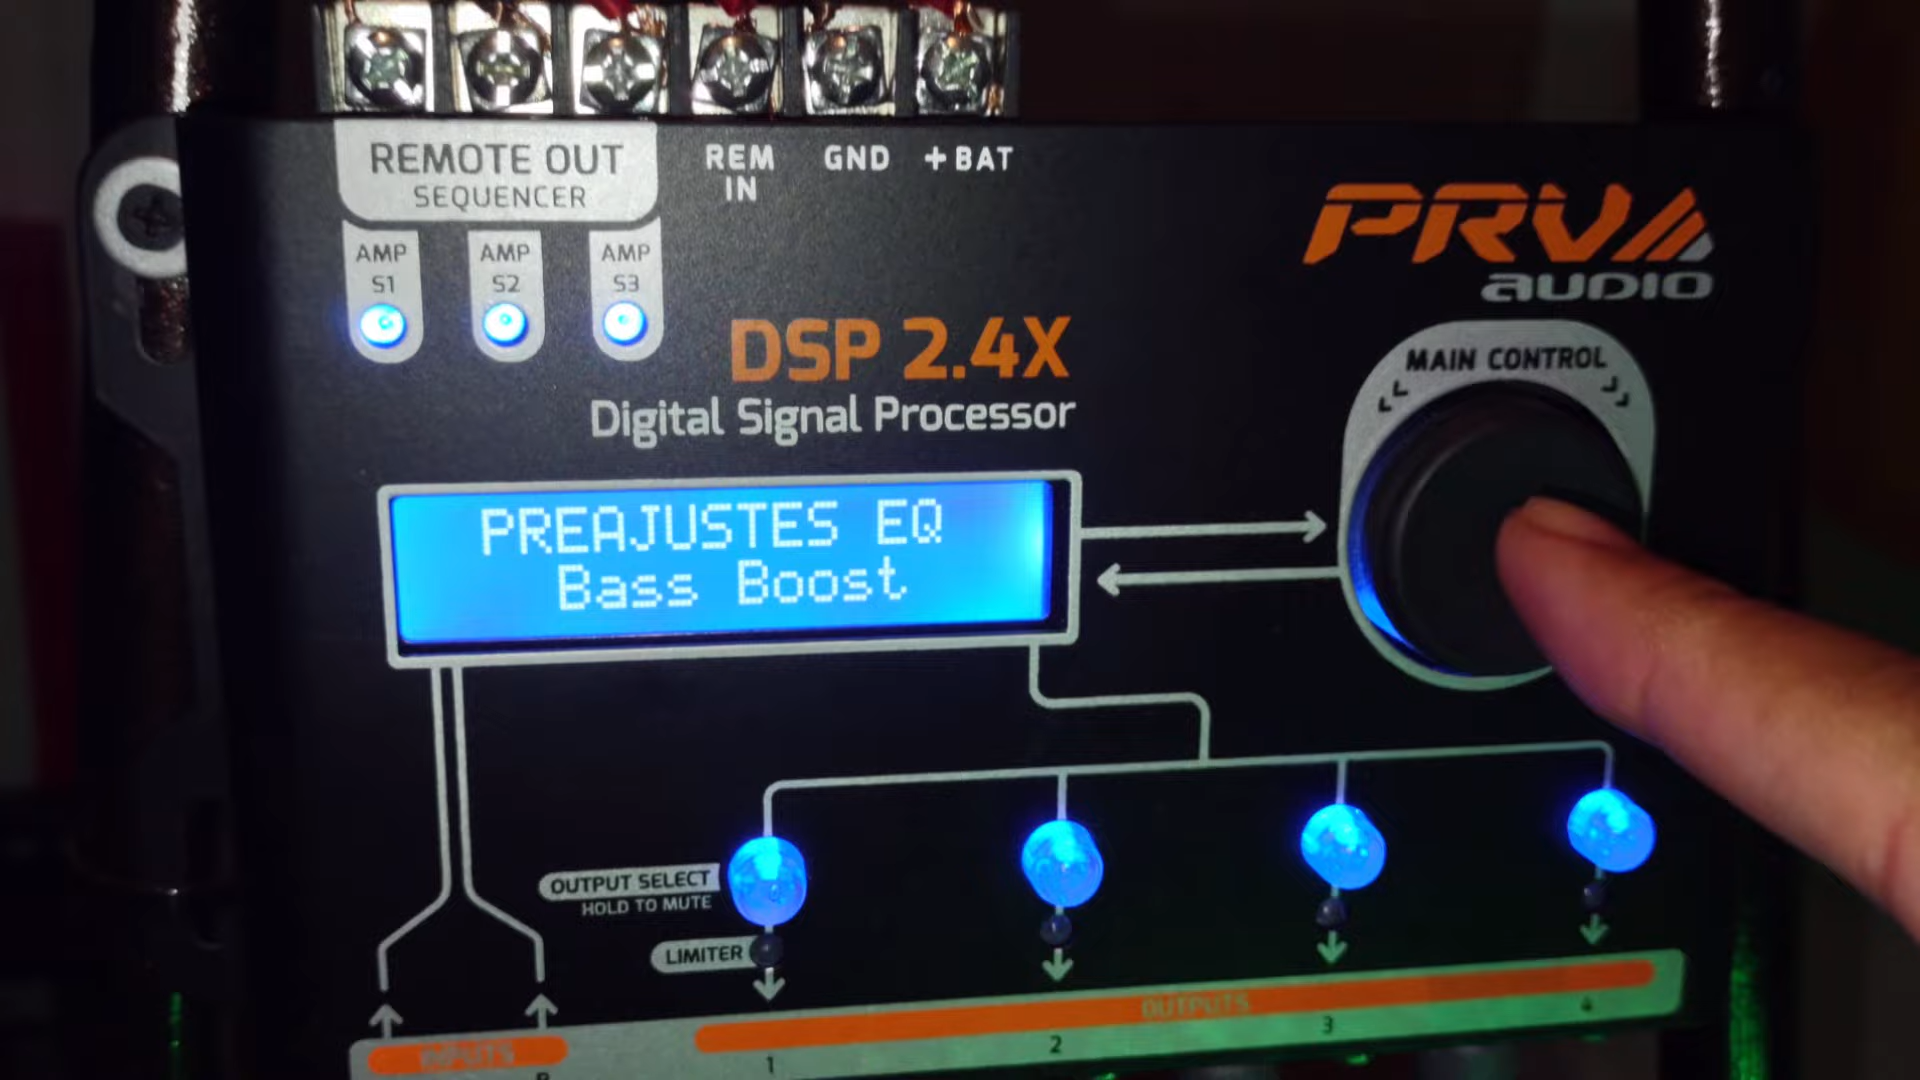 REMOTE OUT
SEQUENCER
REM
IN
GND
+BAT
AMP
S1
AMP
S2
AMP
S3
PRV
AUDIO
DSP 2.4X
Digital Signal Processor
MAIN CONTROL
PREAJUSTES EQ
Bass Boost
OUTPUT SELECT
HOLD TO MUTE
LIMITER
OUTPUTS
INPUTS
1
2
3
4